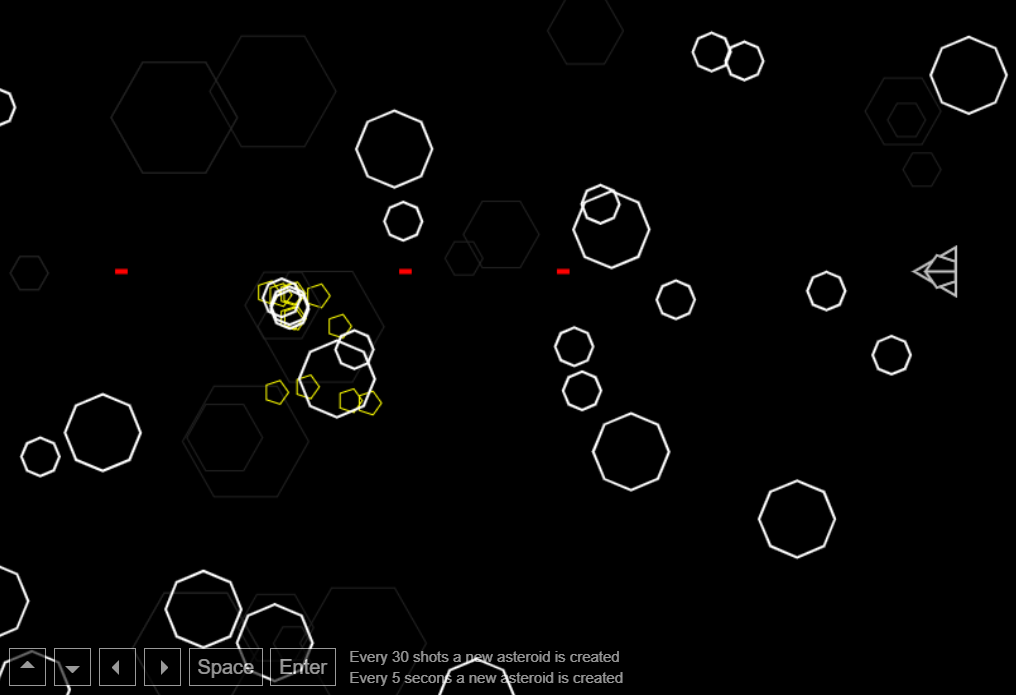 Space Enter
Every 30 shots a new asteroid is created
Every 5 secons a new asteroid is created